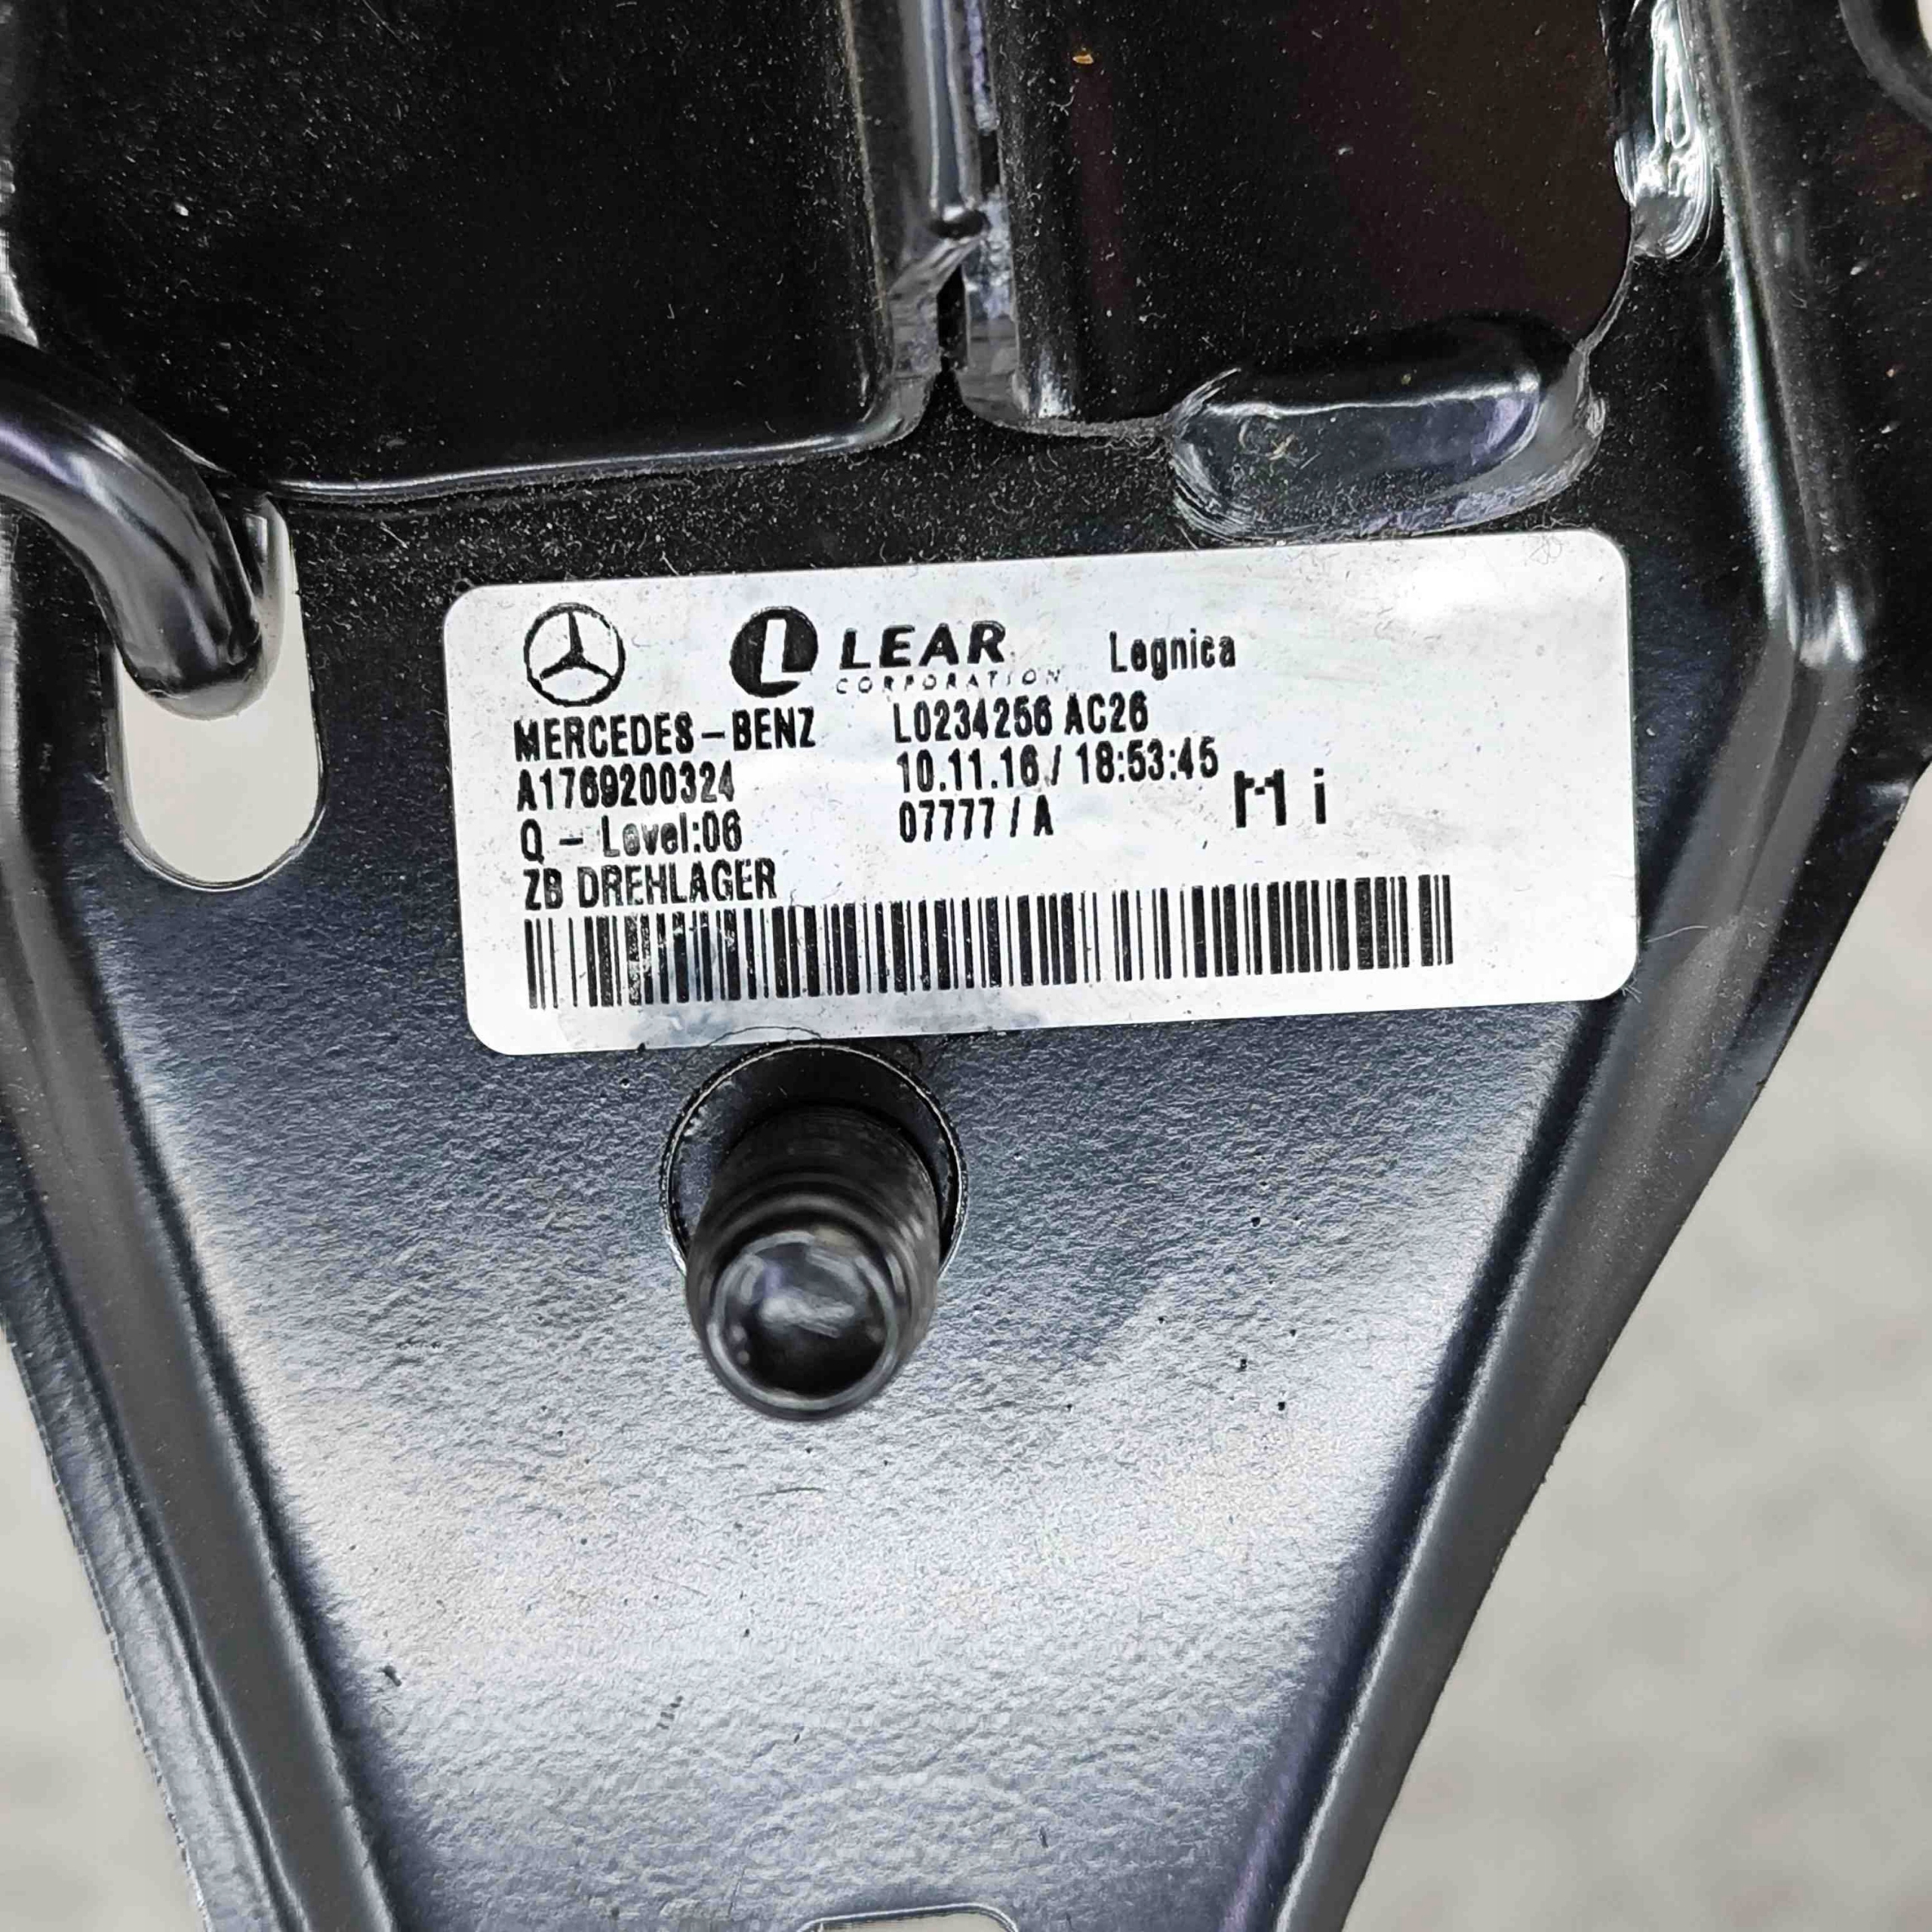 LEAR Legnica
CORPORATION
MERCEDES-BENZ L0234256 AC26
A1769200324 10.11.16 / 18:53:45
Q - Level:06 07777 / A
ZB DREHLAGER